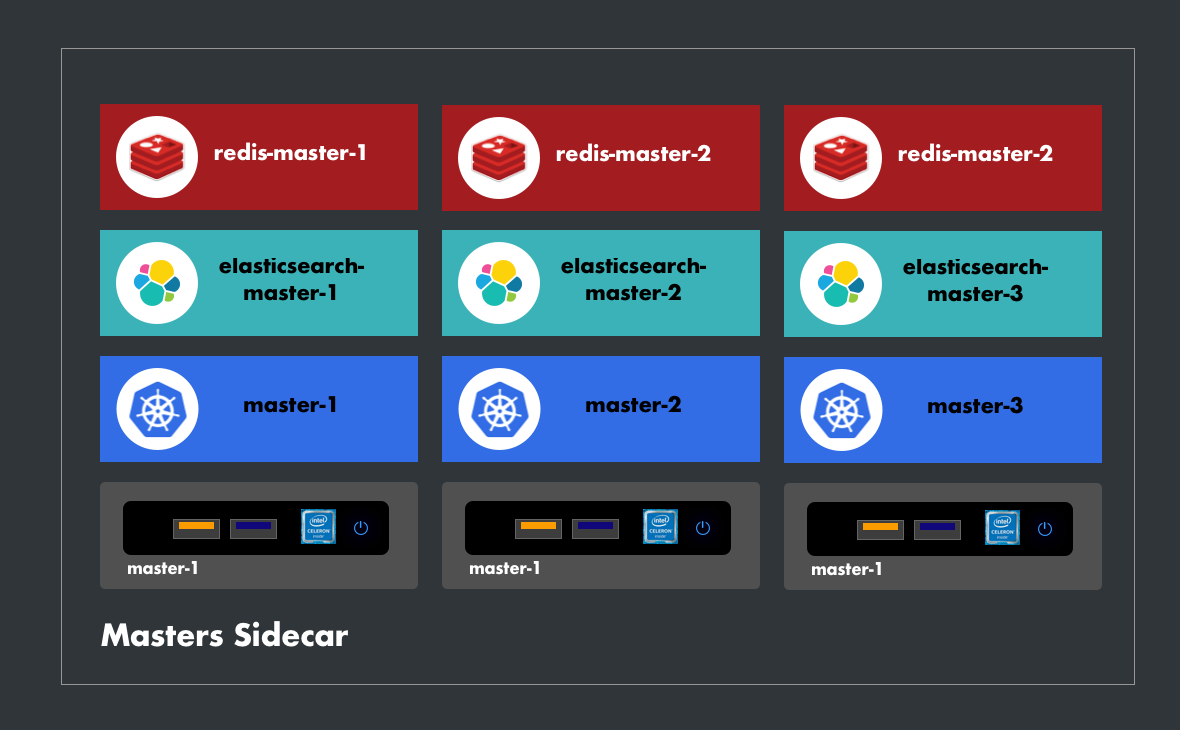 redis-master-1
redis-master-2
redis-master-2
elasticsearch-
master-1
elasticsearch-
master-2
elasticsearch-
master-3
master-1
master-2
master-3
intel
CELERON
inside
intel
CELERON
inside
intel
CELERON
inside
master-1
master-1
master-1
Masters Sidecar